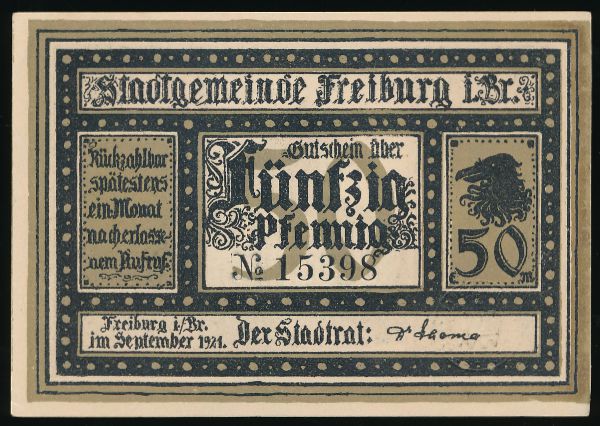 Stadtgemeinde Freiburg i.Br.
Rückzahlbar
spätestens
ein Monat
nach erlasse-
nem Aufruf.
Gutschein über
Fünfzig
Pfennig
50
№ 15398
50
Freiburg i/Br.
im September 1921.
Der Stadtrat: